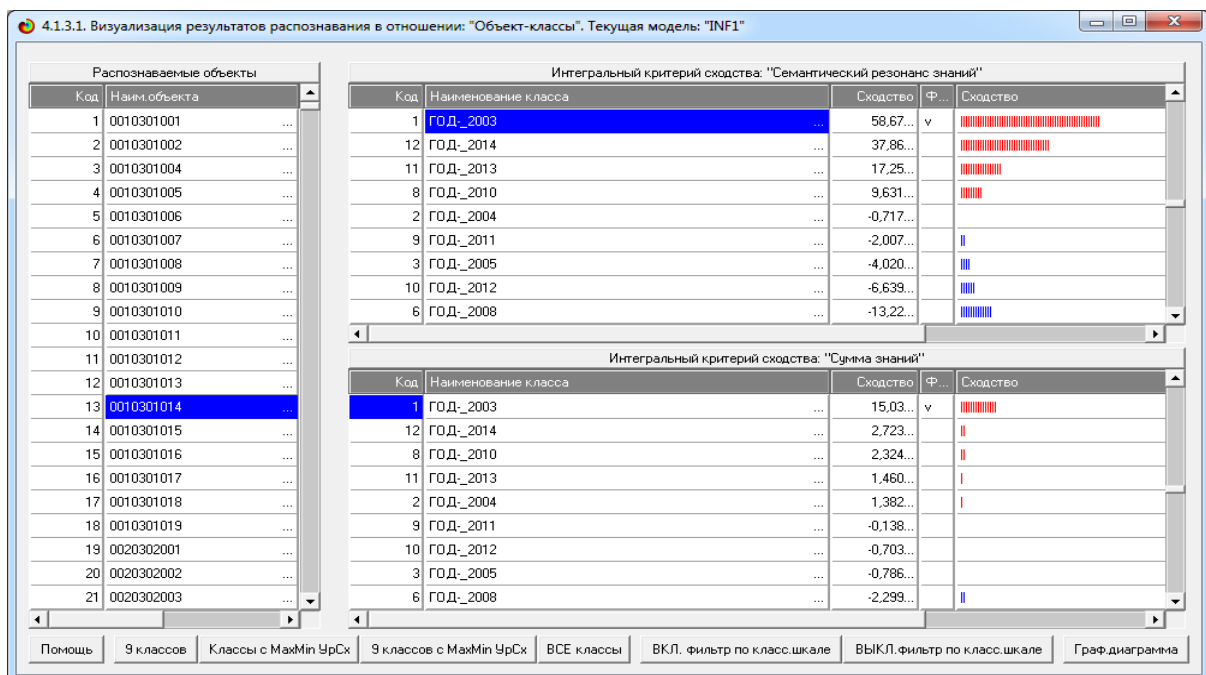 4.1.3.1. Визуализация результатов распознавания в отношении: "Объект-классы". Текущая модель: "INF1"
Распознаваемые объекты
Код Наим.объекта
1 0010301001 ...
2 0010301002 ...
3 0010301004 ...
4 0010301005 ...
5 0010301006 ...
6 0010301007 ...
7 0010301008 ...
8 0010301009 ...
9 0010301010 ...
10 0010301011 ...
11 0010301012 ...
12 0010301013 ...
13 0010301014 ...
14 0010301015 ...
15 0010301016 ...
16 0010301017 ...
17 0010301018 ...
18 0010301019 ...
19 0020302001 ...
20 0020302002 ...
21 0020302003 ...
Интегральный критерий сходства: "Семантический резонанс знаний"
Код Наименование класса Сходство Ф... Сходство
1 ГОД-_2003 ... 58,67... v
12 ГОД-_2014 ... 37,86...
11 ГОД-_2013 ... 17,25...
8 ГОД-_2010 ... 9,631...
2 ГОД-_2004 ... -0,717...
9 ГОД-_2011 ... -2,007...
3 ГОД-_2005 ... -4,020...
10 ГОД-_2012 ... -6,639...
6 ГОД-_2008 ... -13,22...
Интегральный критерий сходства: "Сумма знаний"
Код Наименование класса Сходство Ф... Сходство
1 ГОД-_2003 ... 15,03... v
12 ГОД-_2014 ... 2,723...
8 ГОД-_2010 ... 2,324...
11 ГОД-_2013 ... 1,460...
2 ГОД-_2004 ... 1,382...
9 ГОД-_2011 ... -0,138...
10 ГОД-_2012 ... -0,703...
3 ГОД-_2005 ... -0,786...
6 ГОД-_2008 ... -2,299...
Помощь 9 классов Классы с MaxMin УрСх 9 классов с MaxMin УрСх ВСЕ классы ВКЛ. фильтр по класс.шкале ВЫКЛ.фильтр по класс.шкале Граф.диаграмма